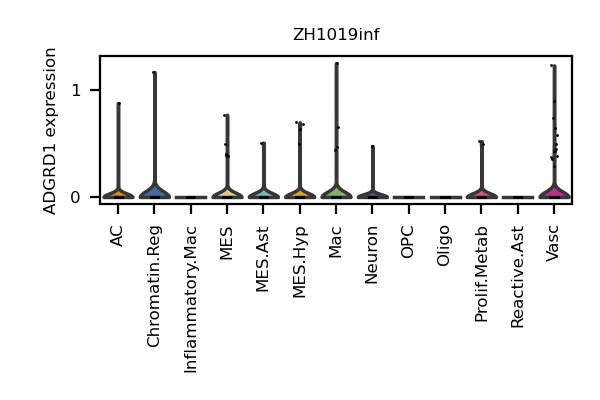 ZH1019inf
ADGRD1 expression
1
0
AC
Chromatin.Reg
Inflammatory.Mac
MES
MES.Ast
MES.Hyp
Mac
Neuron
OPC
Oligo
Prolif.Metab
Reactive.Ast
Vasc